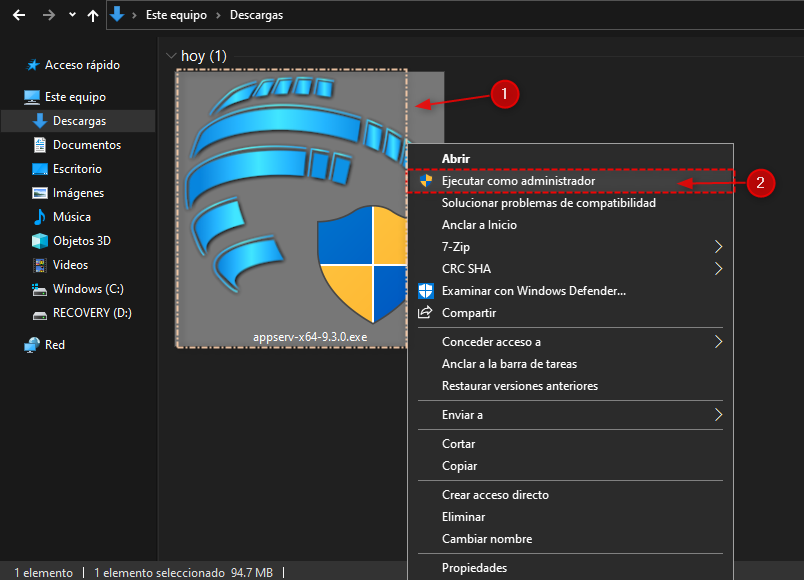 Este equipo > Descargas
Acceso rápido
Este equipo
Descargas
Documentos
Escritorio
Imágenes
Música
Objetos 3D
Videos
Windows (C:)
RECOVERY (D:)
Red
hoy (1)
appserv-x64-9.3.0.exe
1
Abrir
Ejecutar como administrador
2
Solucionar problemas de compatibilidad
Anclar a Inicio
7-Zip
CRC SHA
Examinar con Windows Defender...
Compartir
Conceder acceso a
Anclar a la barra de tareas
Restaurar versiones anteriores
Enviar a
Cortar
Copiar
Crear acceso directo
Eliminar
Cambiar nombre
Propiedades
1 elemento | 1 elemento seleccionado 94.7 MB |